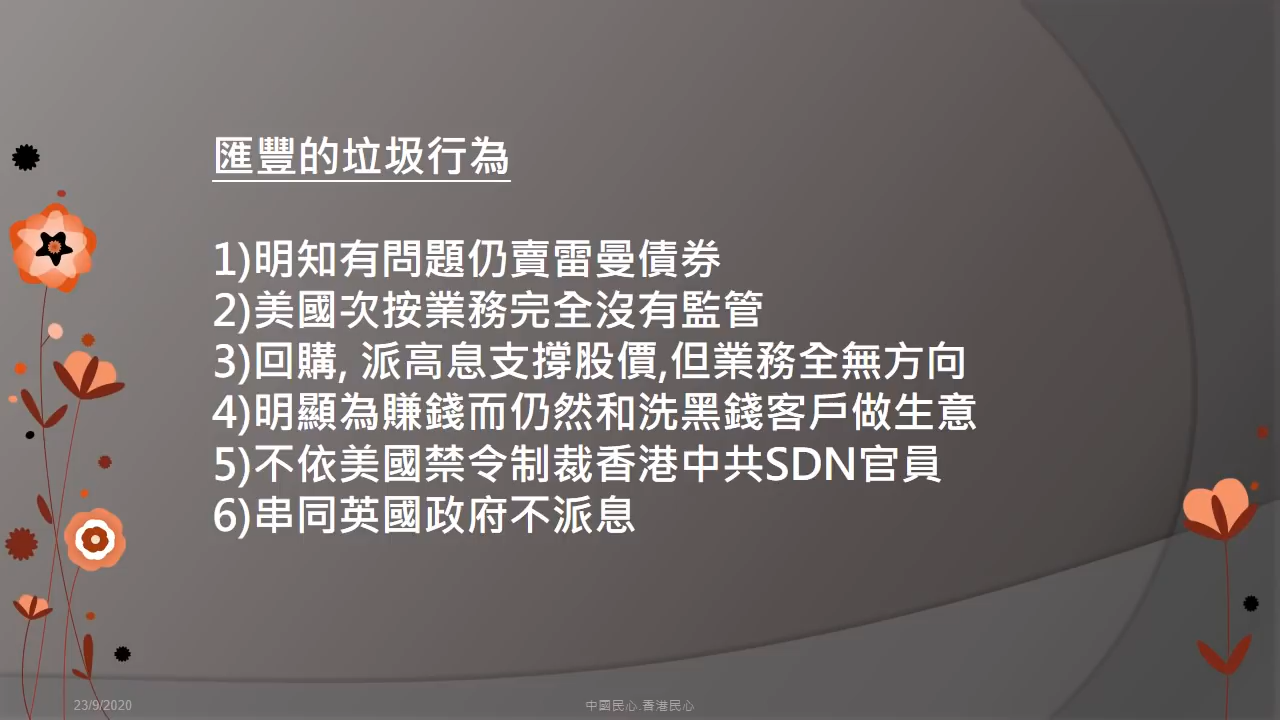 匯豐的垃圾行為
1)明知有問題仍賣雷曼債券
2)美國次按業務完全沒有監管
3)回購, 派高息支撐股價,但業務全無方向
4)明顯為賺錢而仍然和洗黑錢客戶做生意
5)不依美國禁令制裁香港中共SDN官員
6)串同英國政府不派息
23/9/2020
中國民心.香港民心